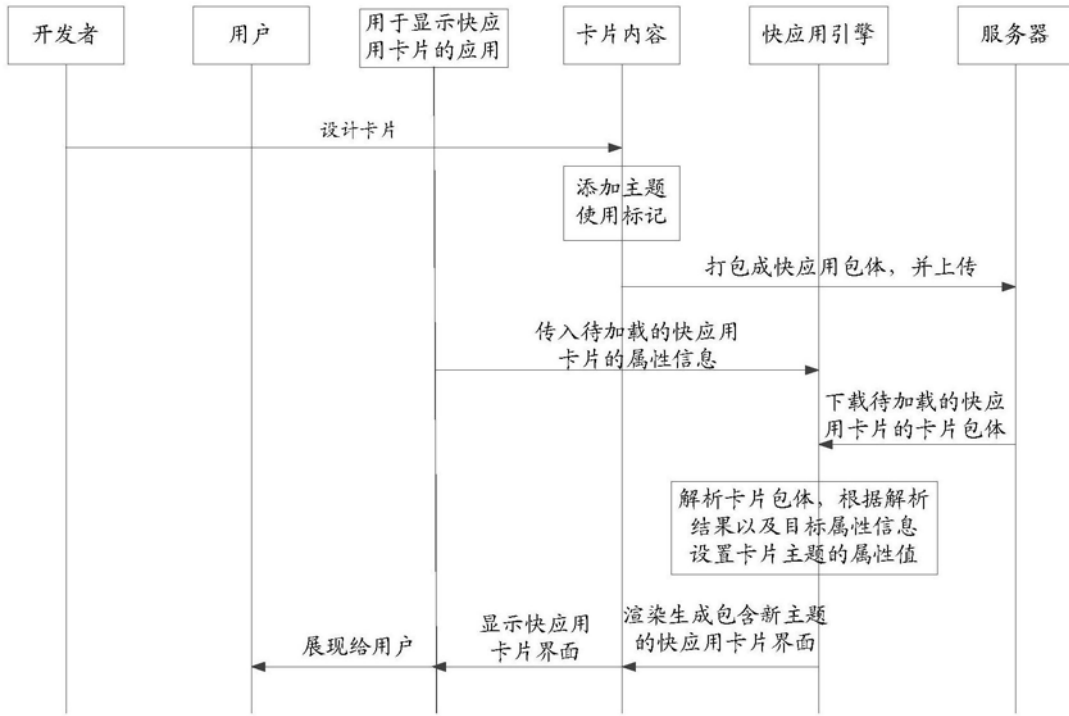 开发者
用户
用于显示快应
用卡片的应用
卡片内容
快应用引擎
服务器
设计卡片
添加主题
使用标记
打包成快应用包体，并上传
传入待加载的快应用
卡片的属性信息
下载待加载的快应
用卡片的卡片包体
解析卡片包体，根据解析
结果以及目标属性信息
设置卡片主题的属性值
渲染生成包含新主题
的快应用卡片界面
显示快应用
卡片界面
展现给用户